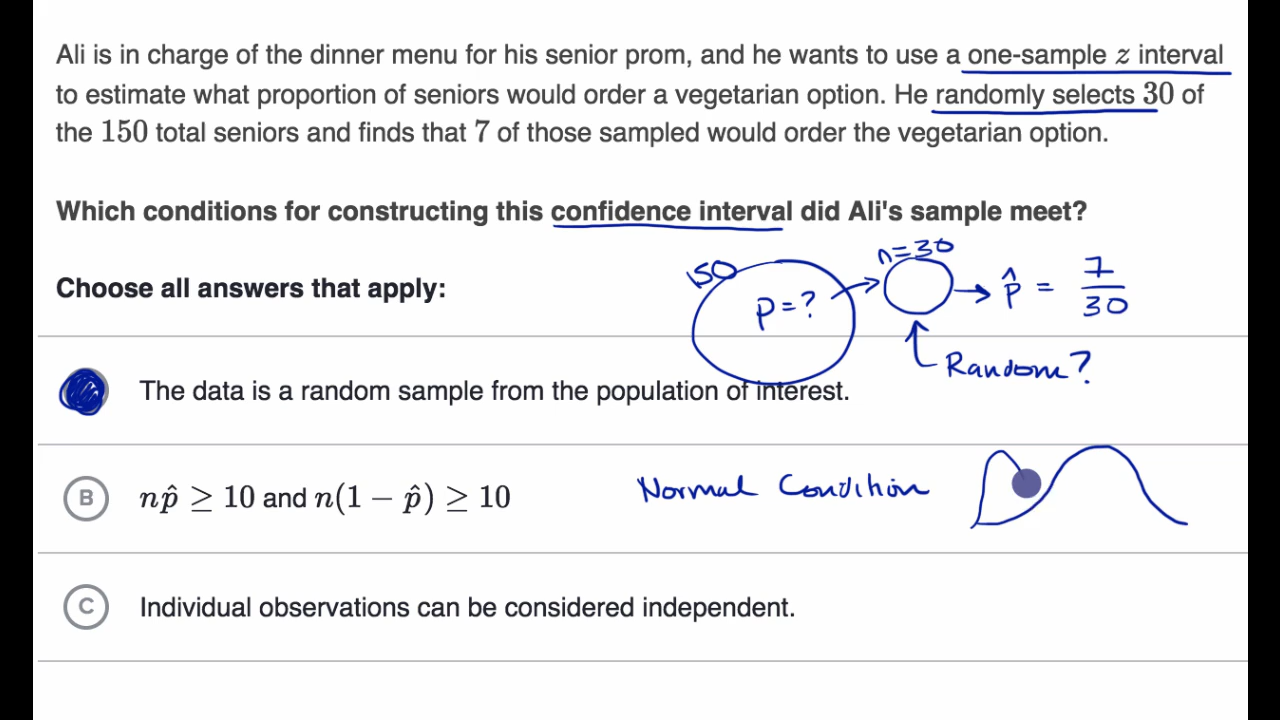 Ali is in charge of the dinner menu for his senior prom, and he wants to use a one-sample z interval
to estimate what proportion of seniors would order a vegetarian option. He randomly selects 30 of
the 150 total seniors and finds that 7 of those sampled would order the vegetarian option.
Which conditions for constructing this confidence interval did Ali's sample meet?
Choose all answers that apply:
150
p=?
n=30
p̂ = 7/30
Random?
The data is a random sample from the population of interest.
B np̂ ≥ 10 and n(1 − p̂) ≥ 10
Normal Condition
C Individual observations can be considered independent.